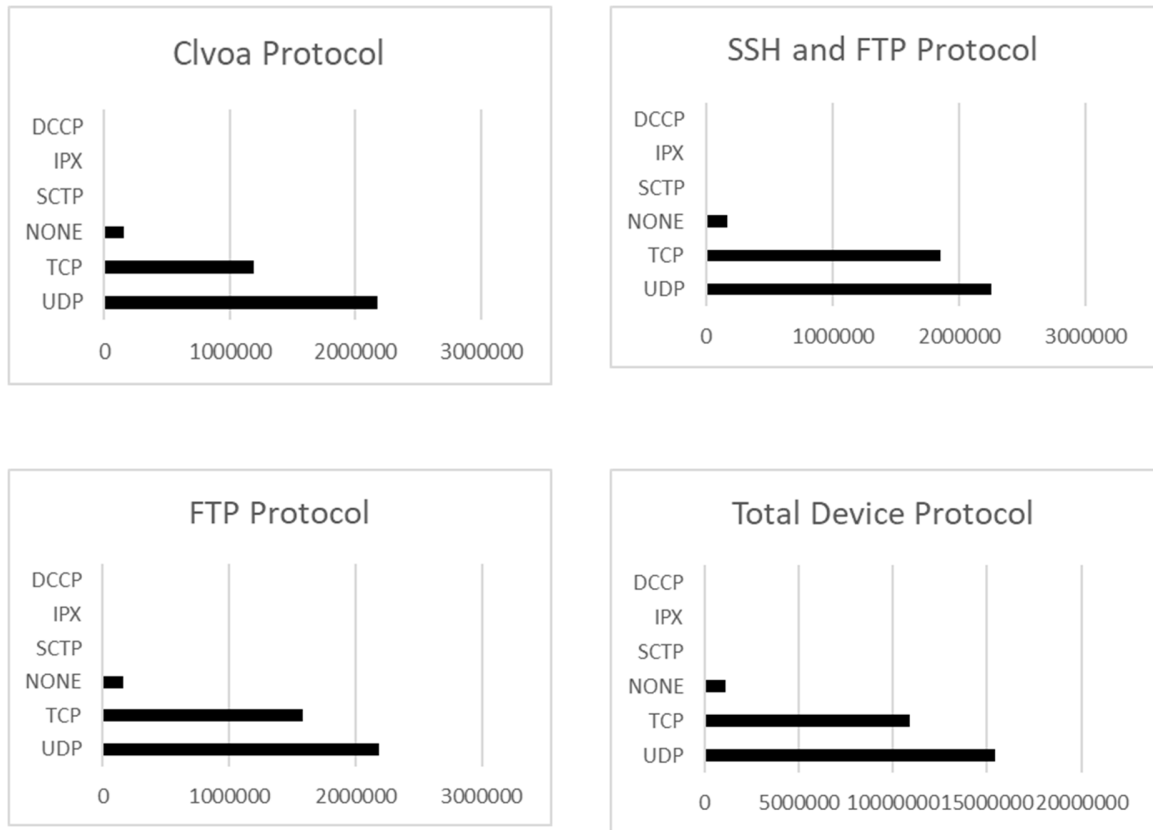 Clvoa Protocol
DCCP
IPX
SCTP
NONE
TCP
UDP
0 1000000 2000000 3000000
SSH and FTP Protocol
DCCP
IPX
SCTP
NONE
TCP
UDP
0 1000000 2000000 3000000
FTP Protocol
DCCP
IPX
SCTP
NONE
TCP
UDP
0 1000000 2000000 3000000
Total Device Protocol
DCCP
IPX
SCTP
NONE
TCP
UDP
0 5000000 10000000 15000000 20000000